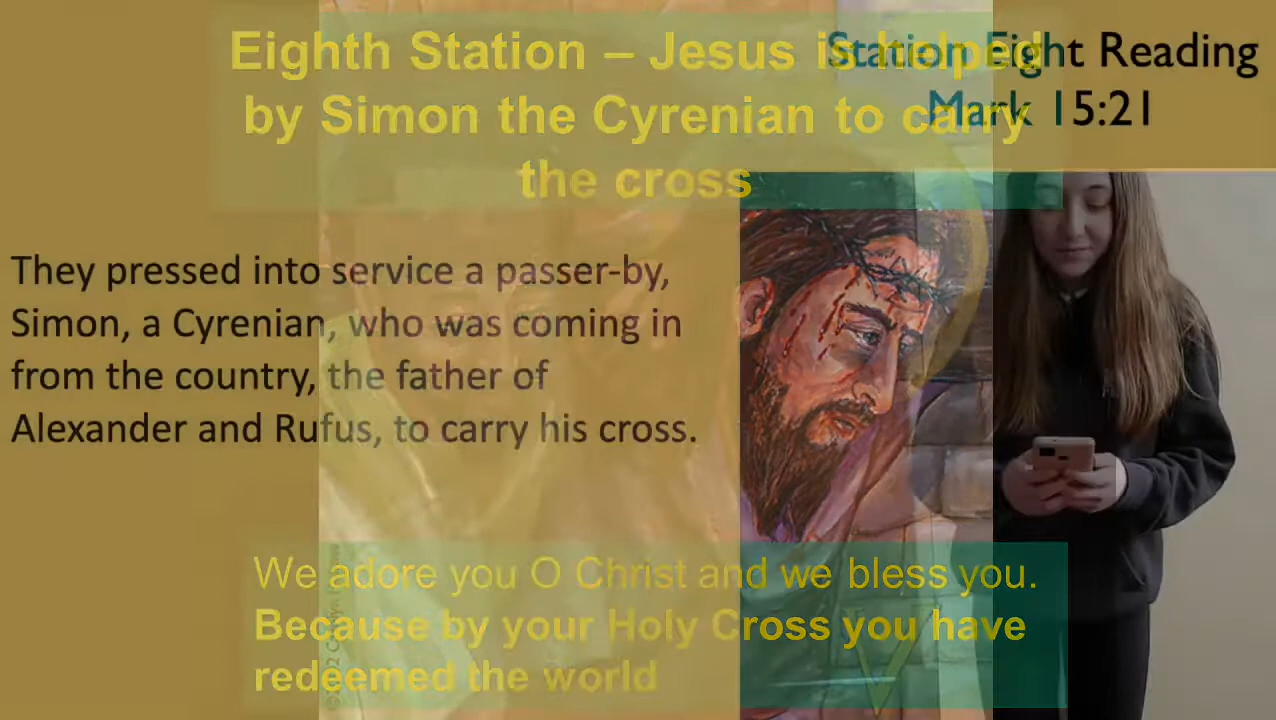 Eighth Station – Jesus is helped
by Simon the Cyrenian to carry
the cross
Station Eight Reading
Mark 15:21
They pressed into service a passer-by,
Simon, a Cyrenian, who was coming in
from the country, the father of
Alexander and Rufus, to carry his cross.
We adore you O Christ and we bless you.
Because by your Holy Cross you have
redeemed the world